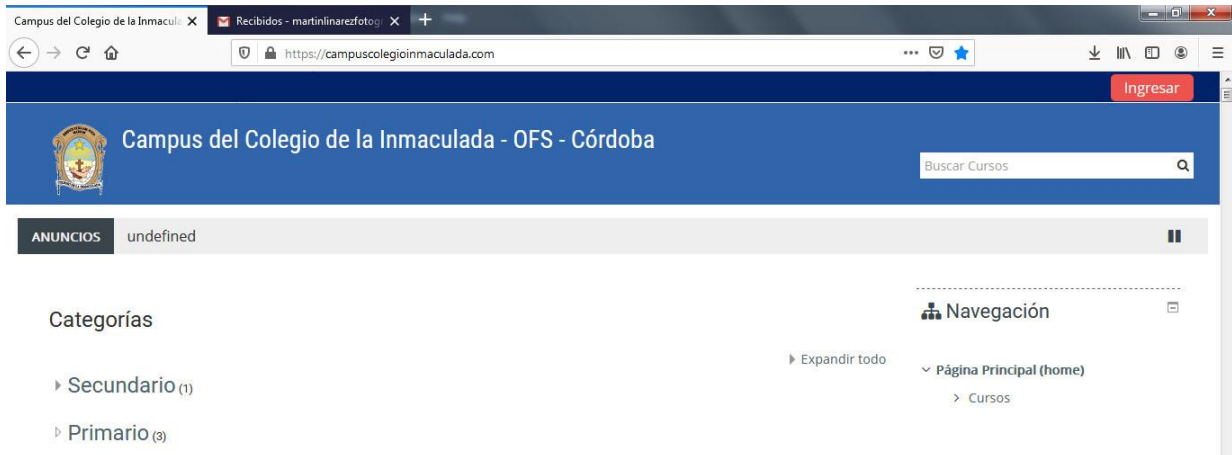 Campus del Colegio de la Inmacula
Recibidos - martinlinarezfotog
https://campuscolegioinmaculada.com
Ingresar
Campus del Colegio de la Inmaculada - OFS - Córdoba
Buscar Cursos
ANUNCIOS undefined
Navegación
Categorías
Expandir todo
Página Principal (home)
Secundario (1)
Cursos
Primario (3)